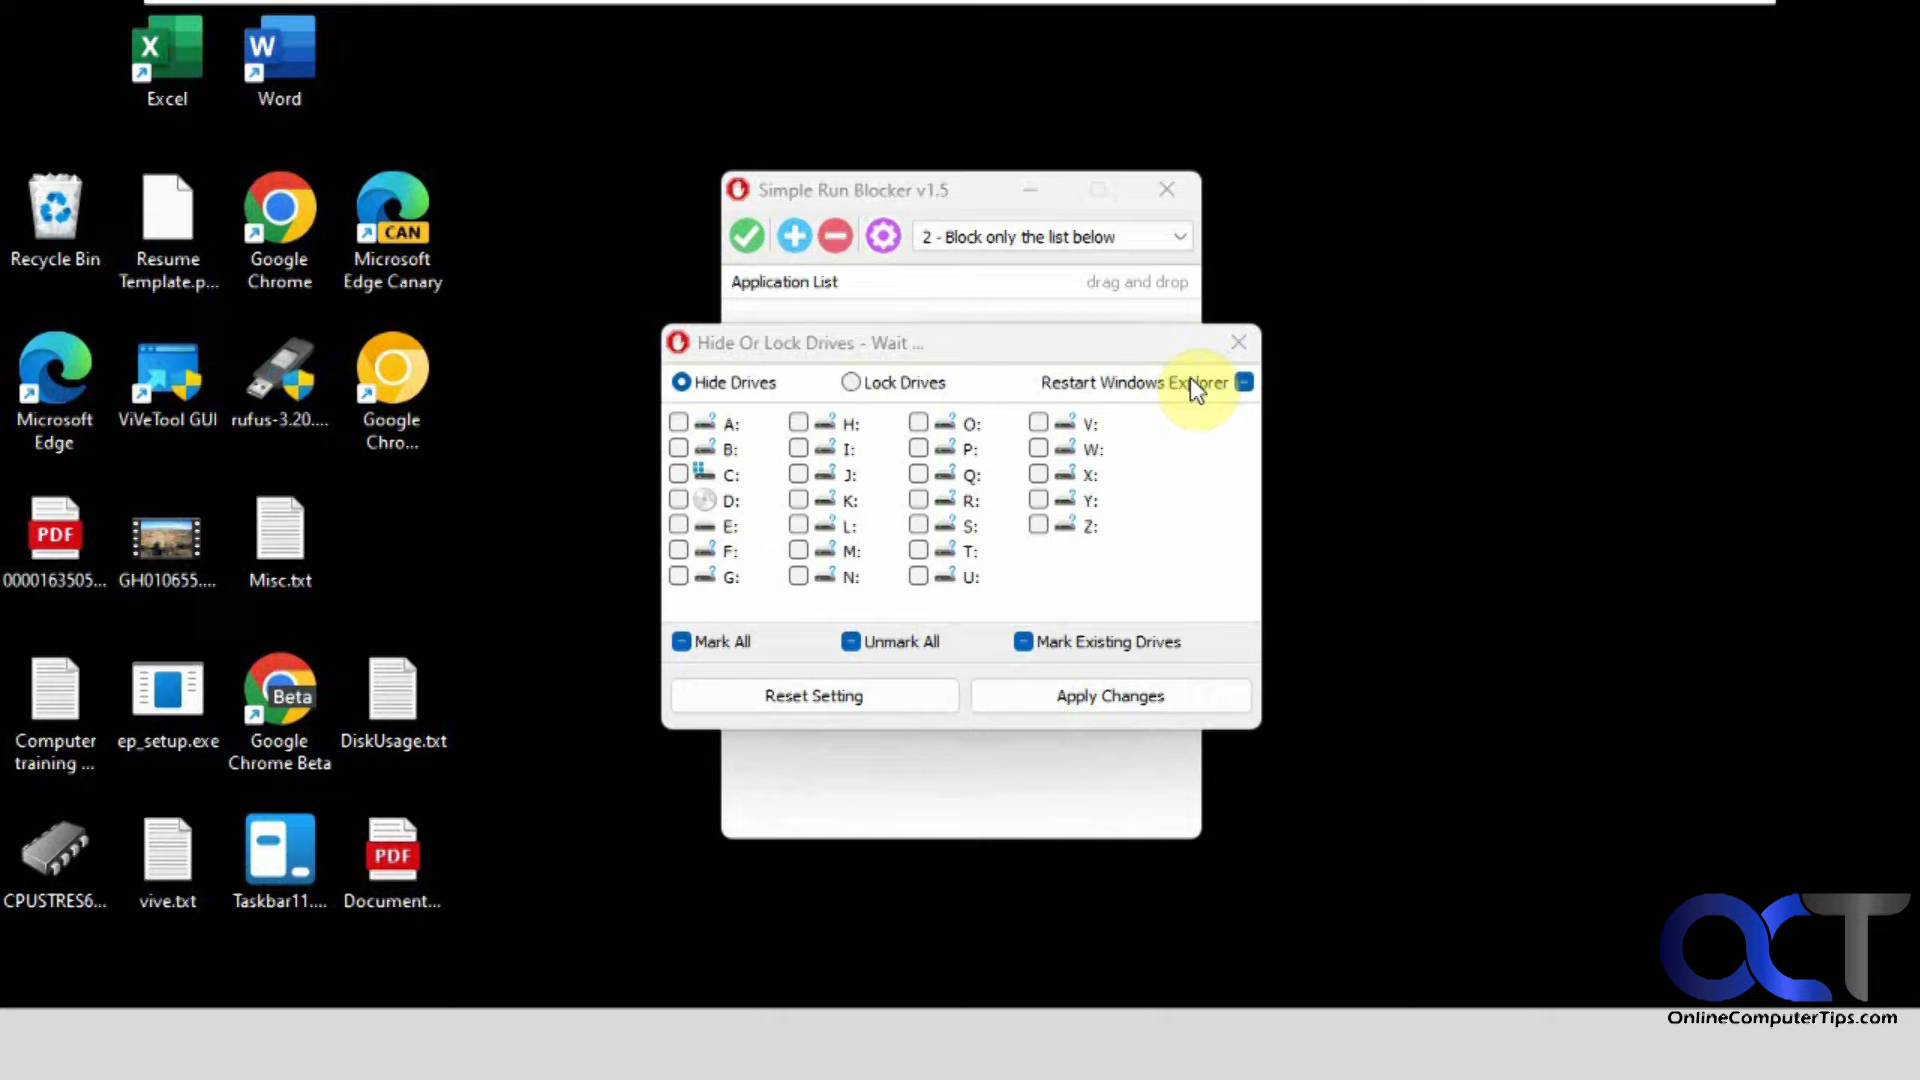 Excel
Word
Recycle Bin
Resume
Template.p...
Google
Chrome
CAN
Microsoft
Edge Canary
Microsoft
Edge
ViVeTool GUI
rufus-3.20....
Google
Chro...
PDF
0000163505...
GH010655....
Misc.txt
Computer
training ...
ep_setup.exe
Beta
Google
Chrome Beta
DiskUsage.txt
CPUSTRES6...
vive.txt
Taskbar11....
PDF
Document...
Simple Run Blocker v1.5
2 - Block only the list below
Application List drag and drop
Hide Or Lock Drives - Wait ...
Hide Drives Lock Drives Restart Windows Explorer
A: H: O: V:
B: I: P: W:
C: J: Q: X:
D: K: R: Y:
E: L: S: Z:
F: M: T:
G: N: U:
Mark All Unmark All Mark Existing Drives
Reset Setting Apply Changes
OCT
OnlineComputerTips.com